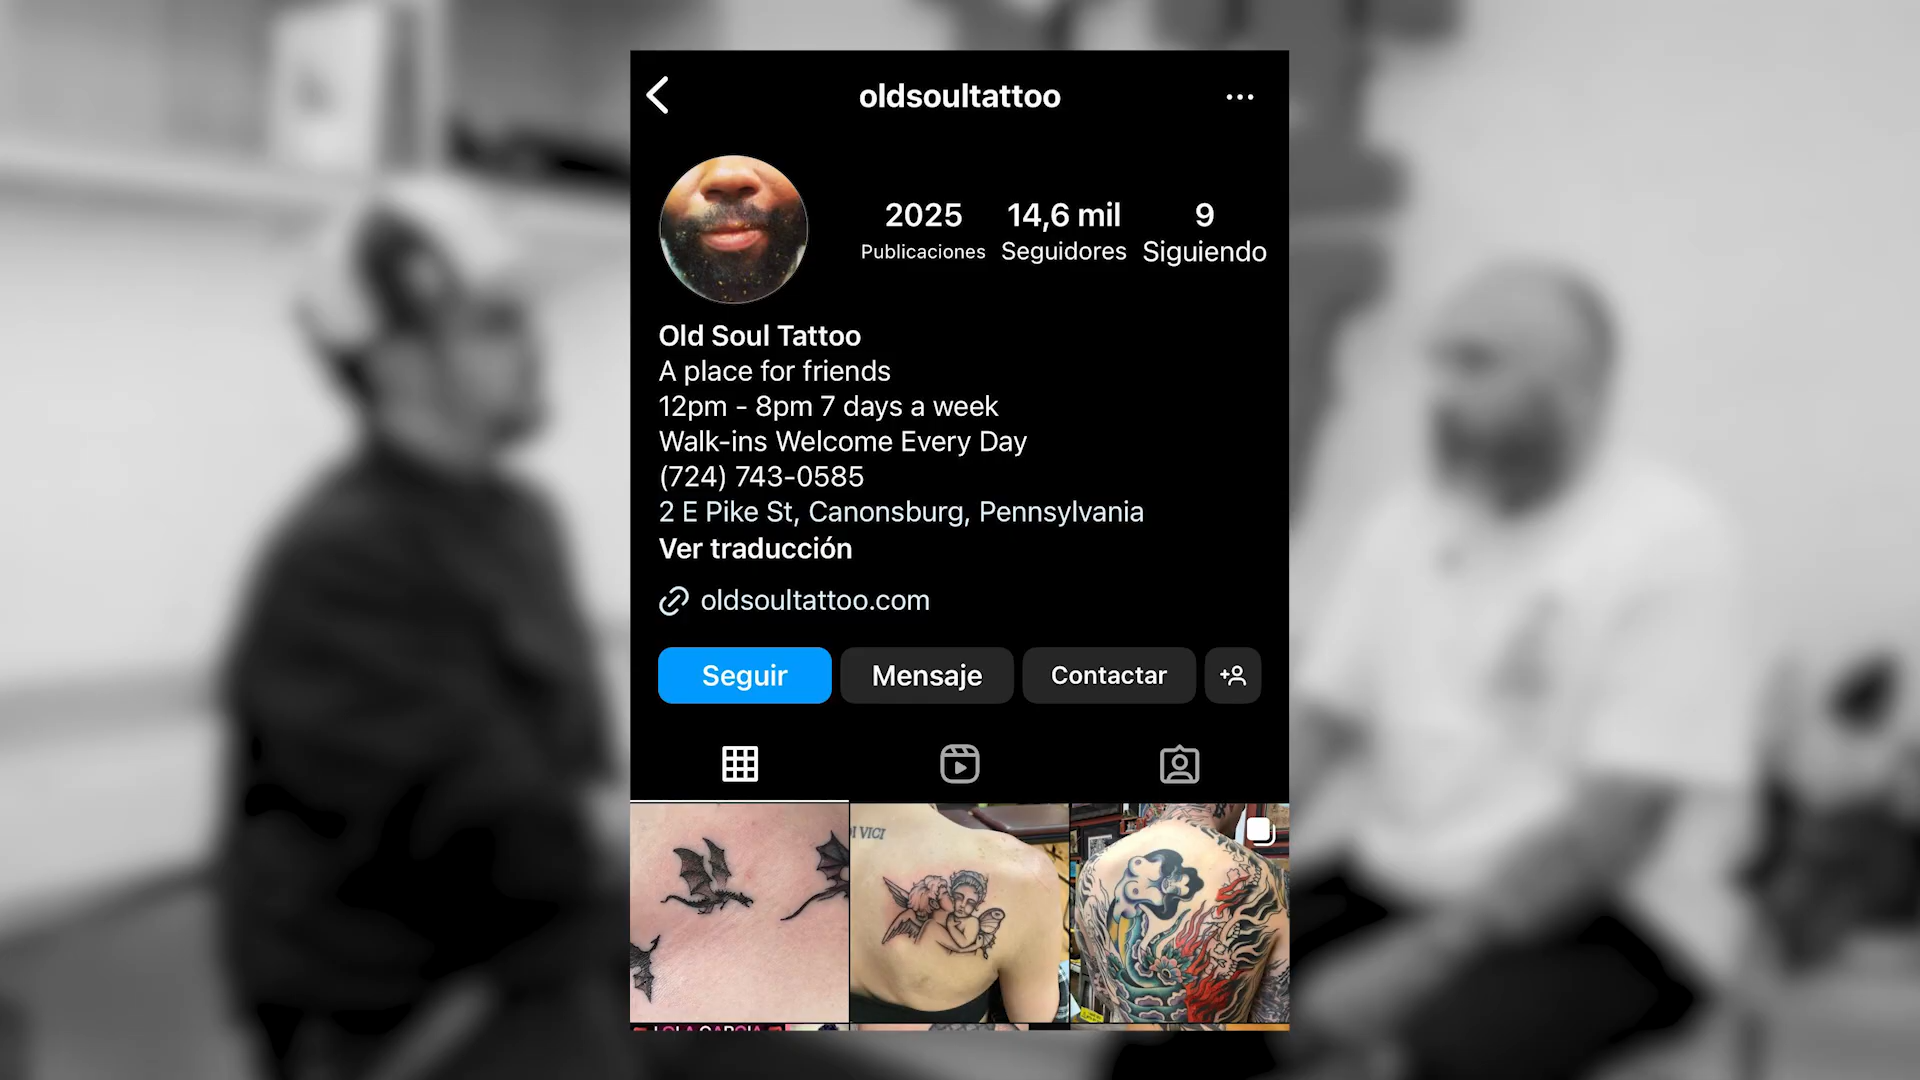 oldsoultattoo
2025
14,6 mil
9
Publicaciones
Seguidores
Siguiendo
Old Soul Tattoo
A place for friends
12pm - 8pm 7 days a week
Walk-ins Welcome Every Day
(724) 743-0585
2 E Pike St, Canonsburg, Pennsylvania
Ver traducción
oldsoultattoo.com
Seguir
Mensaje
Contactar
VICI